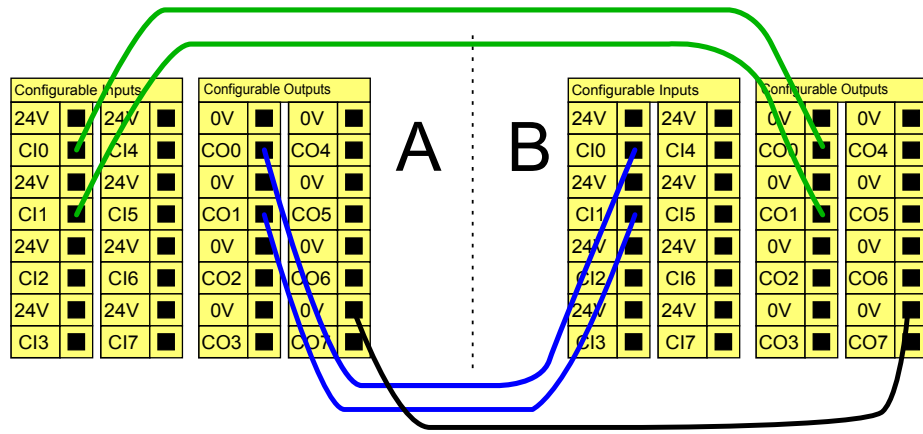 Configurable Inputs Configurable Outputs Configurable Inputs Configurable Outputs
24V 24V 0V 0V A B 24V 24V 0V 0V
CI0 CI4 CO0 CO4 CI0 CI4 CO0 CO4
24V 24V 0V 0V 24V 24V 0V 0V
CI1 CI5 CO1 CO5 CI1 CI5 CO1 CO5
24V 24V 0V 0V 24V 24V 0V 0V
CI2 CI6 CO2 CO6 CI2 CI6 CO2 CO6
24V 24V 0V 0V 24V 24V 0V 0V
CI3 CI7 CO3 CO7 CI3 CI7 CO3 CO7